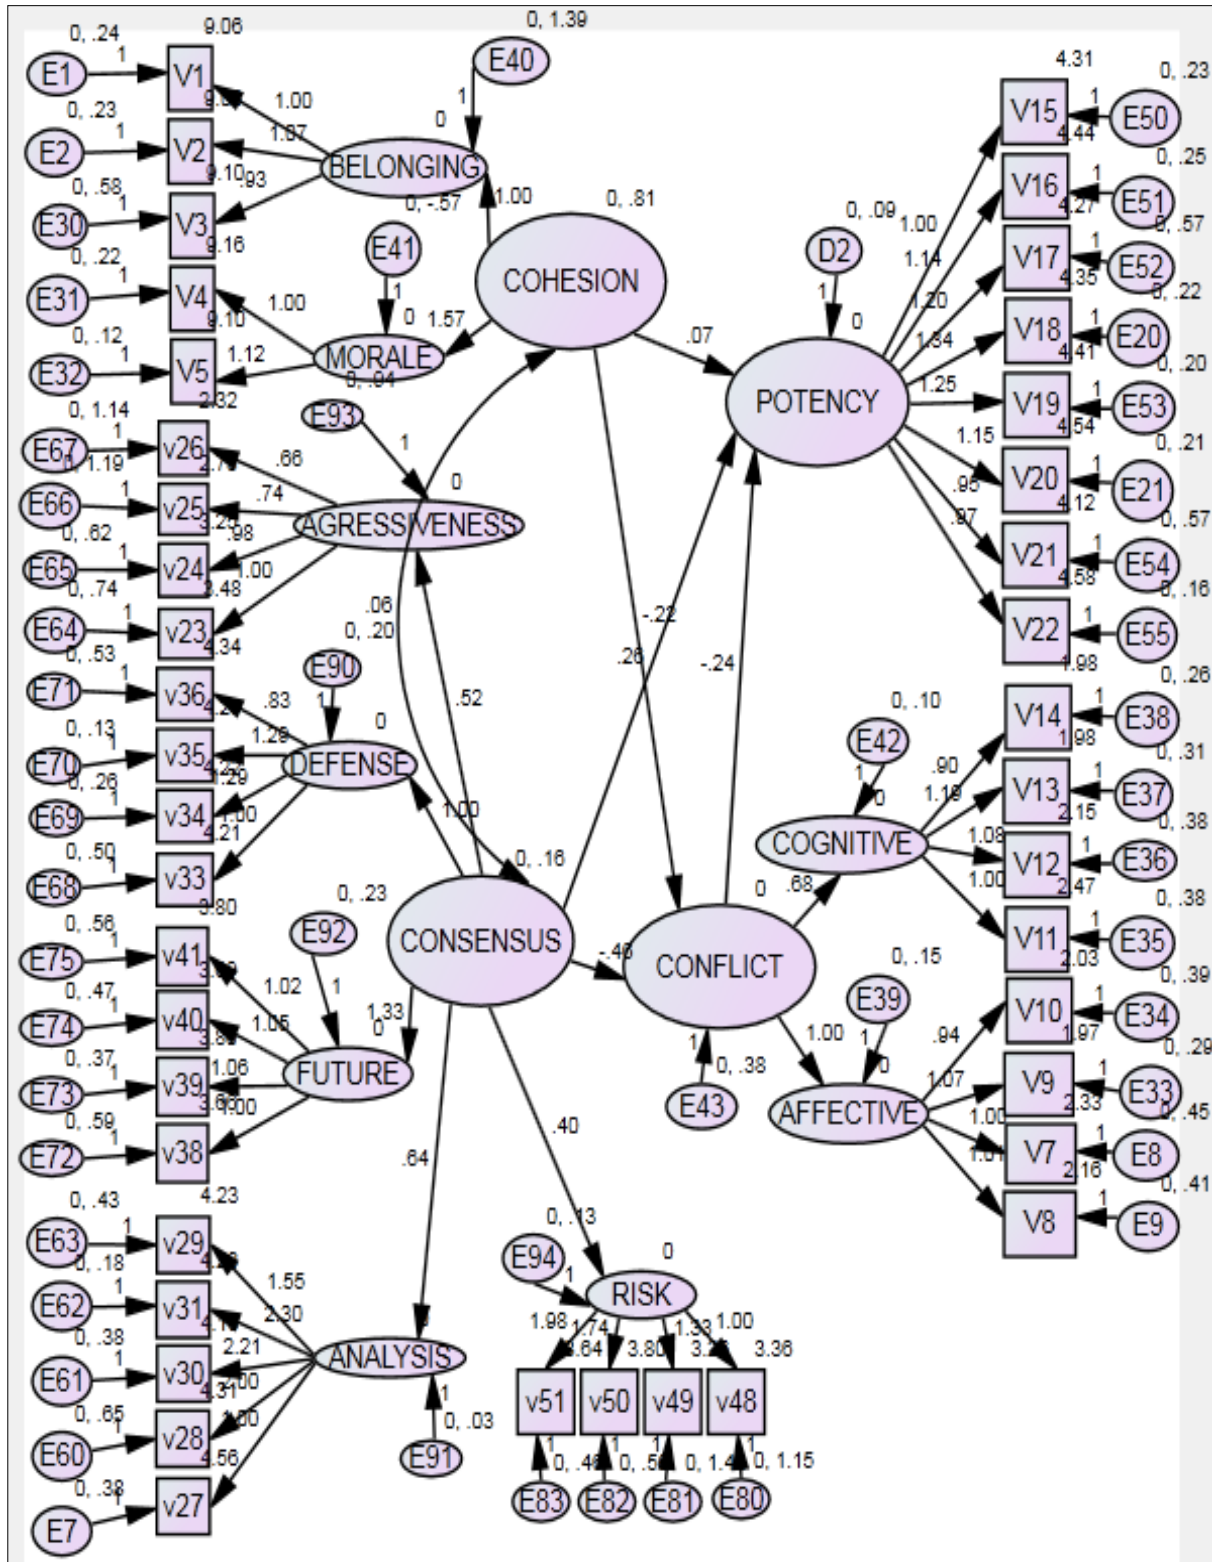 9.06
0, .24
0, 1.39
E1
1
V1
E40
4.31
0, .23
0, .23
1.00
1
0
V15
1
E50
E2
1
V2
1.07
BELONGING
4.44
0, .25
9.10
.93
0, .58
0, -.57
1.00
0, .81
V16
1
E51
E30
1
V3
E41
0, .09
4.27
0, .57
9.16
0, .22
1.00
D2
V17
1
E52
E31
1
V4
1.00
1
0
COHESION
1.14
4.35
0, .22
9.10
1
0
1.20
0, .12
1.57
.07
V18
1
E20
E32
1
V5
1.12
MORALE
1.34
4.41
0, .20
2.32
0, .04
POTENCY
1.25
V19
1
E53
0, 1.14
E93
4.54
0, .21
E67
1
v26
1
1.15
V20
1
E21
0, 1.19
.66
0
.95
4.12
0, .57
E66
1
v25
.74
AGRESSIVENESS
.97
V21
1
E54
3.25
.98
4.58
0, .16
0, .62
E65
1
v24
1.00
V22
1
E55
3.48
.06
1.98
0, .26
0, .74
0, .20
-.22
E64
1
v23
.26
-.24
4.34
E90
0, .53
.52
V14
1
E38
E71
1
v36
.83
1
0
0, .10
1.98
0, .31
0, .13
1.29
E42
.90
V13
1
E37
E70
1
v35
DEFENSE
1
0
1.19
2.15
0, .38
0, .26
1.29
COGNITIVE
1.08
V12
1
E36
E69
1
v34
1.00
1.00
1.00
2.47
0, .38
4.21
0, .16
0
.68
0, .50
V11
1
E35
E68
1
v33
0, .23
2.03
0, .39
3.80
E92
CONSENSUS
-.46
CONFLICT
0, .15
0, .56
E39
V10
1
E34
E75
1
v41
1
1.02
1.00
1
0
.94
1.97
0, .29
0, .47
1.33
1
E74
1
v40
1.05
0
0, .38
1.07
V9
1
E33
0, .37
FUTURE
E43
AFFECTIVE
2.33
0, .45
E73
1
v39
1.06
1.00
V7
1
E8
0, .59
1.00
.40
1.01
2.16
0, .41
E72
1
v38
.64
V8
1
E9
4.23
0, .43
0, .13
E63
1
v29
E94
0
0, .18
1.55
1
RISK
E62
1
v31
2.30
1.98
1.74
1.33
1.00
0, .38
2.21
ANALYSIS
3.80
3.36
E61
1
v30
v51
v50
v49
v48
4.31
1.00
1
0, .65
0, .03
1
1
1
1
E60
1
v28
E91
0, 1.15
4.56
0, .38
E83
E82
E81
E80
E7
1
v27